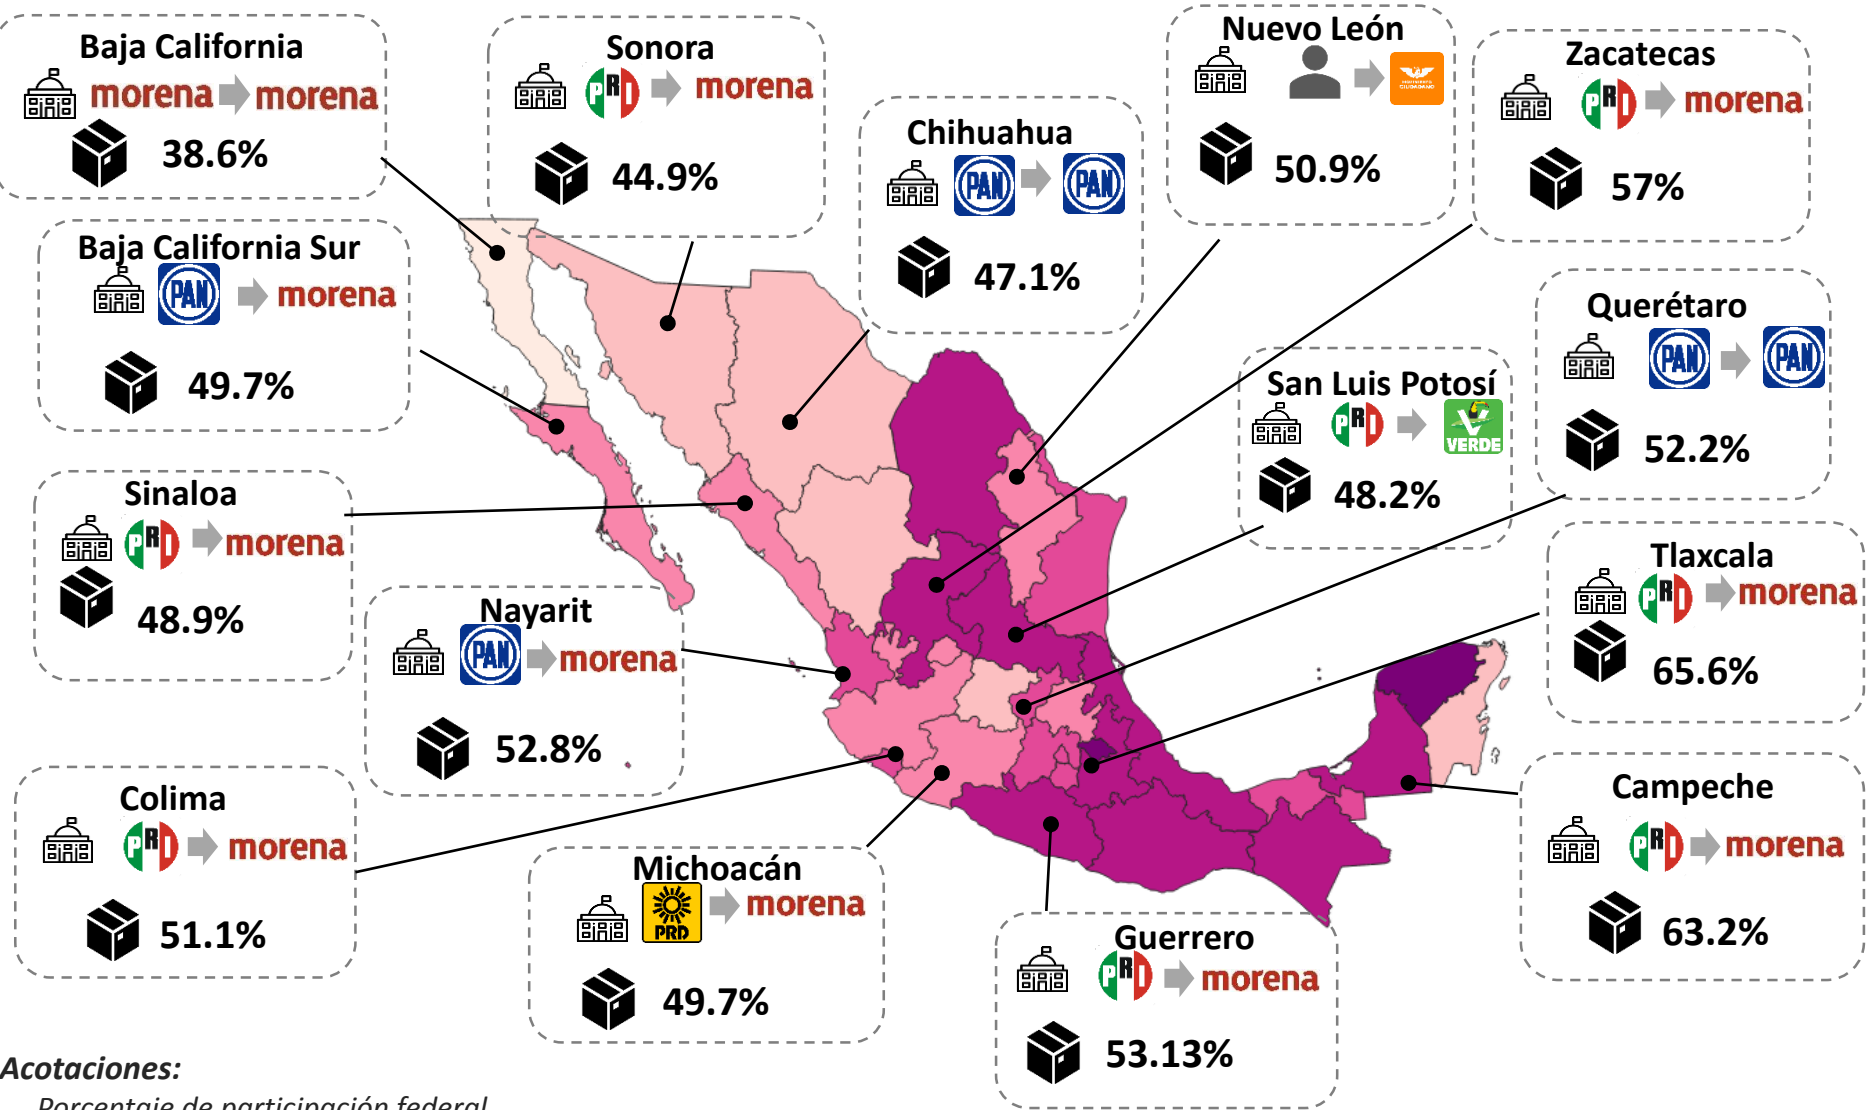 Baja California
morena morena
38.6%
Sonora
PRI morena
44.9%
Chihuahua
PAN PAN
47.1%
Nuevo León
50.9%
Zacatecas
PRI morena
57%
Baja California Sur
PAN morena
49.7%
Querétaro
PAN PAN
52.2%
San Luis Potosí
PRI VERDE
48.2%
Sinaloa
PRI morena
48.9%
Nayarit
PAN morena
52.8%
Tlaxcala
PRI morena
65.6%
Colima
PRI morena
51.1%
Michoacán
PRD morena
49.7%
Guerrero
PRI morena
53.13%
Campeche
PRI morena
63.2%
Acotaciones:
Porcentaje de participación federal